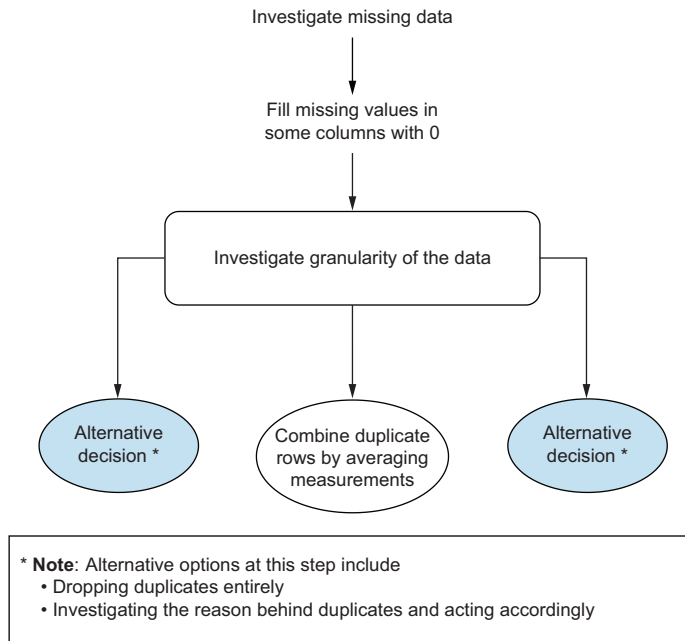 Investigate missing data
Fill missing values in
some columns with 0
Investigate granularity of the data
Alternative
decision *
Combine duplicate
rows by averaging
measurements
Alternative
decision *
* Note: Alternative options at this step include
• Dropping duplicates entirely
• Investigating the reason behind duplicates and acting accordingly